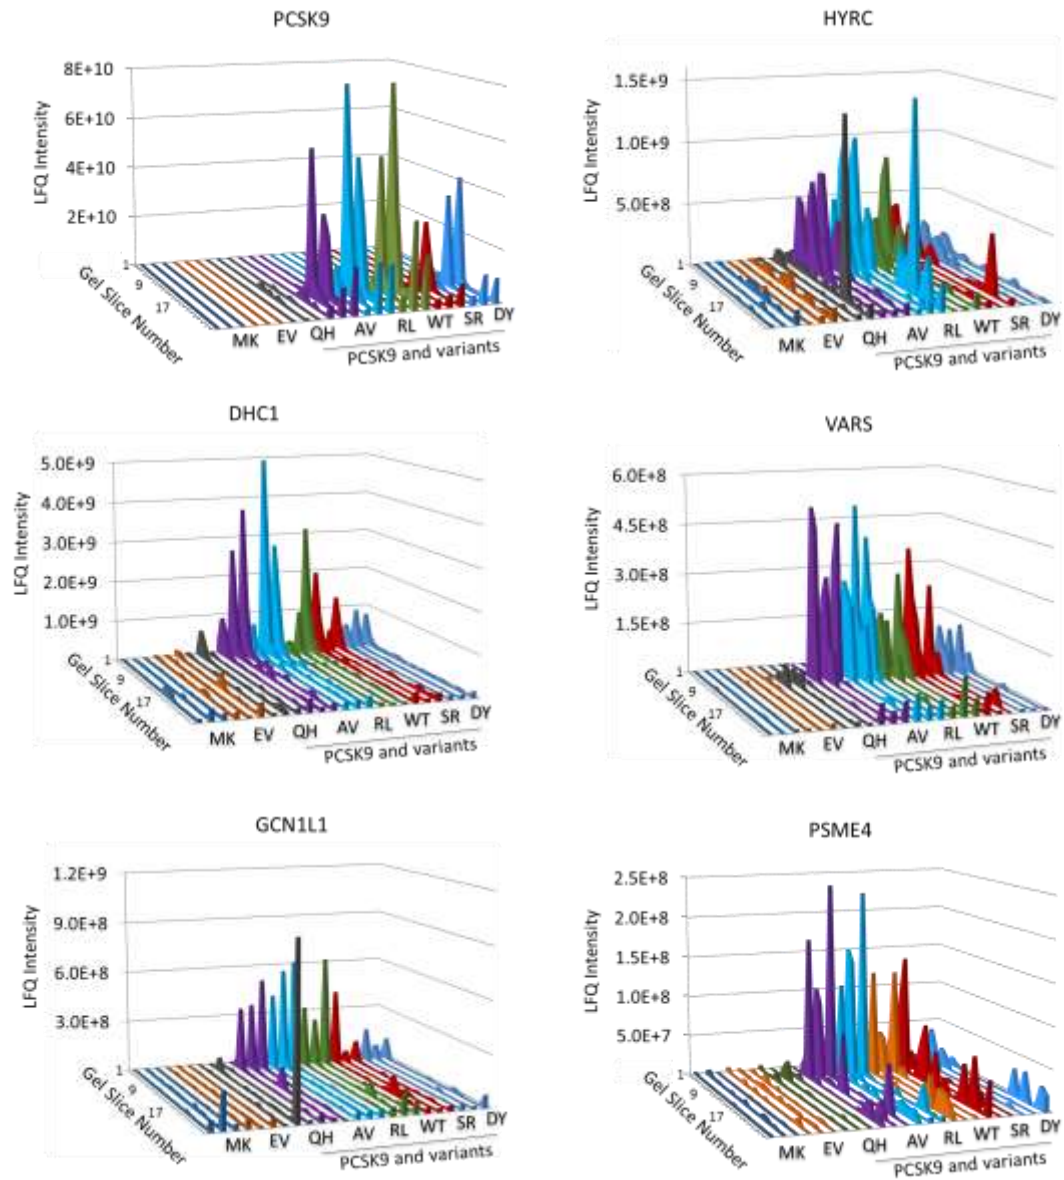 PCSK9
8E+10
6E+10
4E+10
2E+10
1
9
17
LFQ Intensity
Gel Slice Number
MK EV QH AV RL WT SR DY
PCSK9 and variants
HYRC
1.5E+9
1.0E+9
5.0E+8
1
9
17
LFQ Intensity
Gel Slice Number
MK EV QH AV RL WT SR DY
PCSK9 and variants
DHC1
5.0E+9
4.0E+9
3.0E+9
2.0E+9
1.0E+9
1
9
17
LFQ Intensity
Gel Slice Number
MK EV QH AV RL WT SR DY
PCSK9 and variants
VARS
6.0E+8
4.5E+8
3.0E+8
1.5E+8
1
9
17
LFQ Intensity
Gel Slice Number
MK EV QH AV RL WT SR DY
PCSK9 and variants
GCN1L1
1.2E+9
9.0E+8
6.0E+8
3.0E+8
1
9
17
LFQ Intensity
Gel Slice Number
MK EV QH AV RL WT SR DY
PCSK9 and variants
PSME4
2.5E+8
2.0E+8
1.5E+8
1.0E+8
5.0E+7
1
9
17
LFQ Intensity
Gel Slice Number
MK QH AV RL WT SR DY
PCSK9 and variants